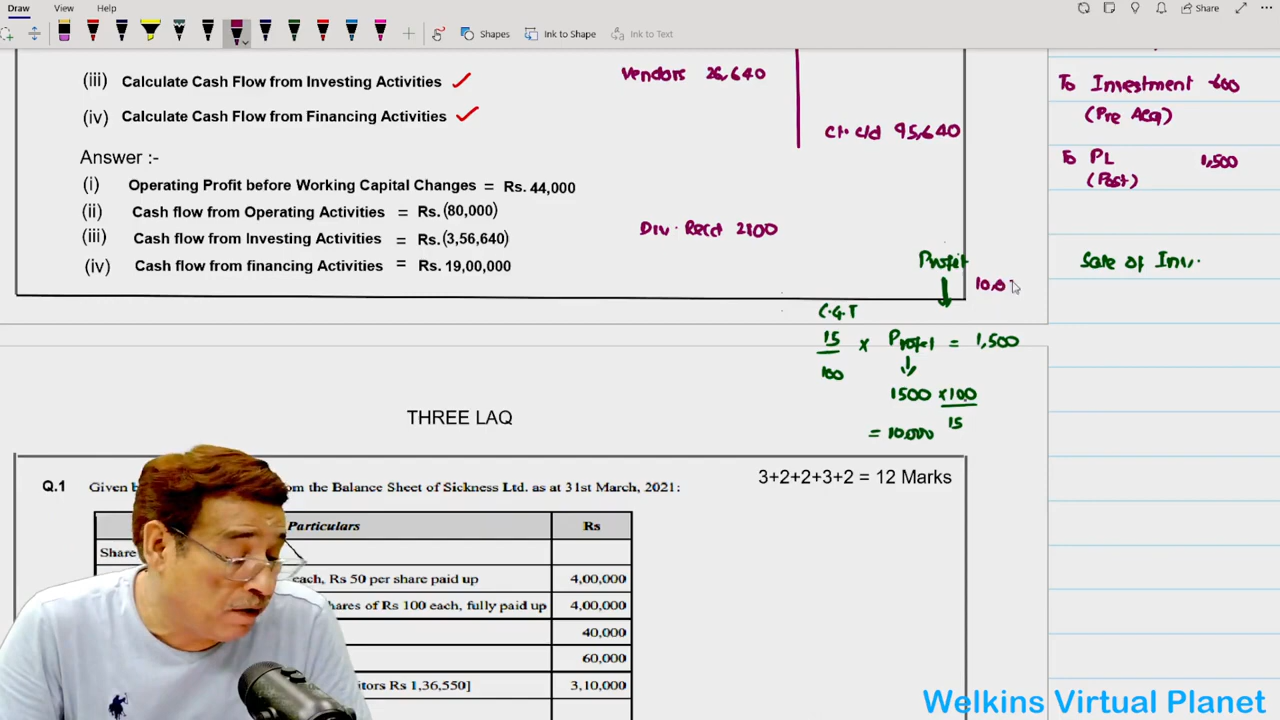 Draw View Help
Share
Shapes Ink to Shape Ink to Text
(iii) Calculate Cash Flow from Investing Activities ✓
(iv) Calculate Cash Flow from Financing Activities ✓
Answer :-
(i) Operating Profit before Working Capital Changes = Rs. 44,000
(ii) Cash flow from Operating Activities = Rs. (80,000)
(iii) Cash flow from Investing Activities = Rs.(3,56,640)
(iv) Cash flow from financing Activities = Rs. 19,00,000
Vendors 26,640
Cr. c/d 95,640
Div. Recd 2100
To Investment 600
(Pre Acq)
To PL 1,500
(Post)
Profit
10,0
Sale of Inv.
C.G.T
15/100 x Profit = 1,500
1500 x 100/15
= 10,000
THREE LAQ
3+2+2+3+2 = 12 Marks
Q.1 Given b om the Balance Sheet of Sickness Ltd. as at 31st March, 2021:
Particulars Rs
Share
each, Rs 50 per share paid up 4,00,000
hares of Rs 100 each, fully paid up 4,00,000
40,000
60,000
itors Rs 1,36,550] 3,10,000
Welkins Virtual Planet